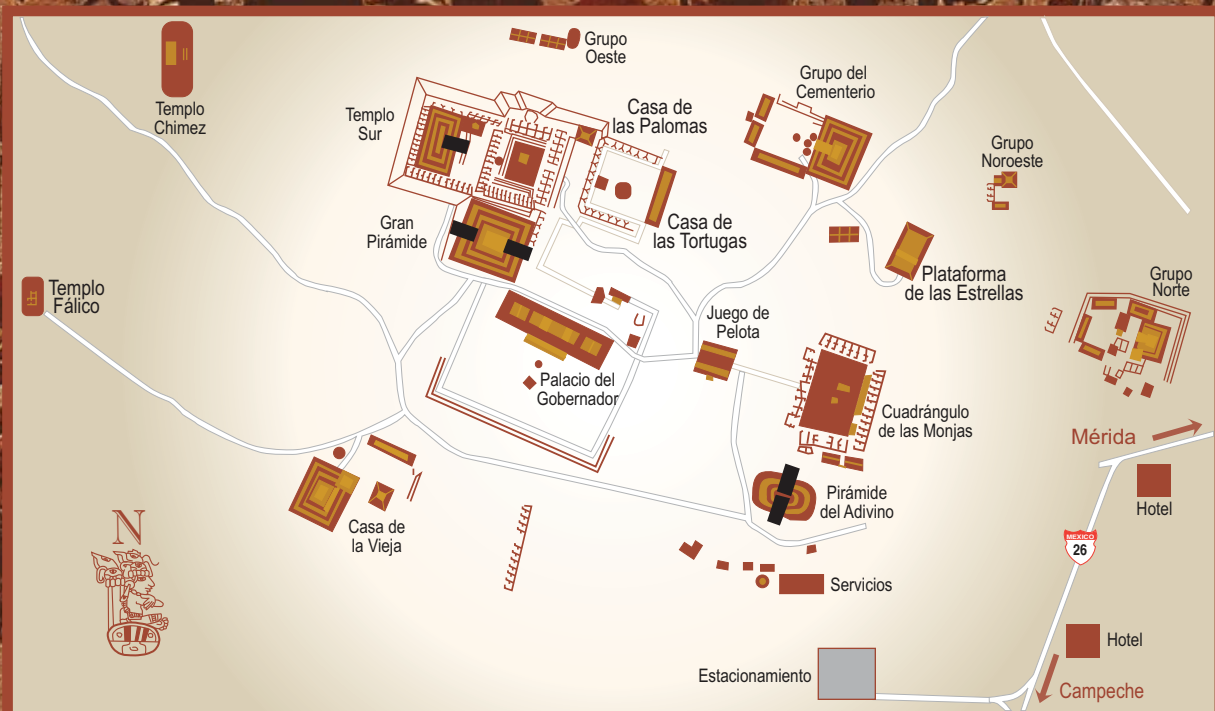 Grupo
Oeste
Templo
Chimez
Templo
Sur
Casa de
las Palomas
Grupo del
Cementerio
Grupo
Noroeste
Gran
Pirámide
Casa de
las Tortugas
Templo
Fálico
Plataforma
de las Estrellas
Grupo
Norte
Juego de
Pelota
Palacio del
Gobernador
Cuadrángulo
de las Monjas
Mérida
Hotel
Pirámide
del Adivino
Casa de
la Vieja
N
MEXICO
26
Servicios
Hotel
Estacionamiento
Campeche